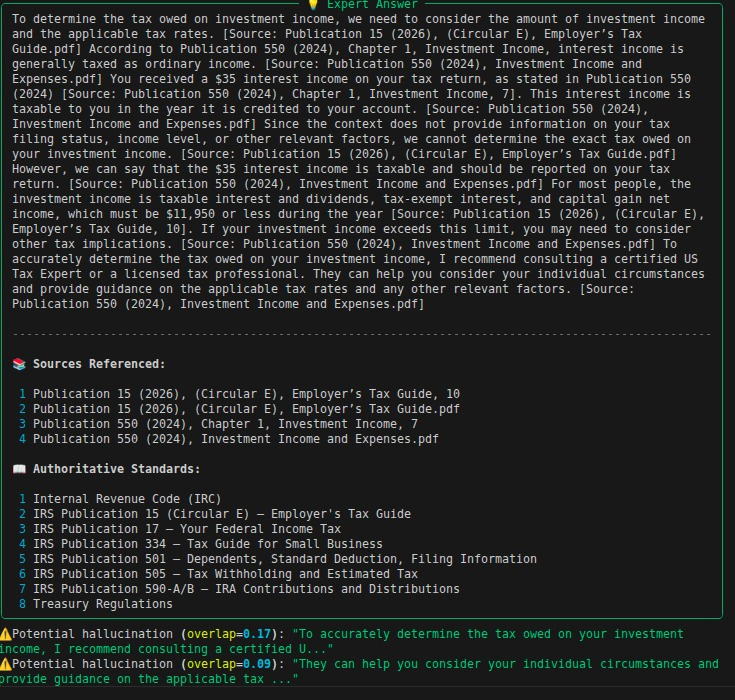 💡 Expert Answer
To determine the tax owed on investment income, we need to consider the amount of investment income
and the applicable tax rates. [Source: Publication 15 (2026), (Circular E), Employer’s Tax
Guide.pdf] According to Publication 550 (2024), Chapter 1, Investment Income, interest income is
generally taxed as ordinary income. [Source: Publication 550 (2024), Investment Income and
Expenses.pdf] You received a $35 interest income on your tax return, as stated in Publication 550
(2024) [Source: Publication 550 (2024), Chapter 1, Investment Income, 7]. This interest income is
taxable to you in the year it is credited to your account. [Source: Publication 550 (2024),
Investment Income and Expenses.pdf] Since the context does not provide information on your tax
filing status, income level, or other relevant factors, we cannot determine the exact tax owed on
your investment income. [Source: Publication 15 (2026), (Circular E), Employer’s Tax Guide.pdf]
However, we can say that the $35 interest income is taxable and should be reported on your tax
return. [Source: Publication 550 (2024), Investment Income and Expenses.pdf] For most people, the
investment income is taxable interest and dividends, tax-exempt interest, and capital gain net
income, which must be $11,950 or less during the year [Source: Publication 15 (2026), (Circular E),
Employer’s Tax Guide, 10]. If your investment income exceeds this limit, you may need to consider
other tax implications. [Source: Publication 550 (2024), Investment Income and Expenses.pdf] To
accurately determine the tax owed on your investment income, I recommend consulting a certified US
Tax Expert or a licensed tax professional. They can help you consider your individual circumstances
and provide guidance on the applicable tax rates and any other relevant factors. [Source:
Publication 550 (2024), Investment Income and Expenses.pdf]
----------------------------------------------------------------------------------------------------
📚 Sources Referenced:
1 Publication 15 (2026), (Circular E), Employer’s Tax Guide, 10
2 Publication 15 (2026), (Circular E), Employer’s Tax Guide.pdf
3 Publication 550 (2024), Chapter 1, Investment Income, 7
4 Publication 550 (2024), Investment Income and Expenses.pdf
📖 Authoritative Standards:
1 Internal Revenue Code (IRC)
2 IRS Publication 15 (Circular E) — Employer's Tax Guide
3 IRS Publication 17 — Your Federal Income Tax
4 IRS Publication 334 — Tax Guide for Small Business
5 IRS Publication 501 — Dependents, Standard Deduction, Filing Information
6 IRS Publication 505 — Tax Withholding and Estimated Tax
7 IRS Publication 590-A/B — IRA Contributions and Distributions
8 Treasury Regulations
⚠️Potential hallucination (overlap=0.17): "To accurately determine the tax owed on your investment
income, I recommend consulting a certified U..."
⚠️Potential hallucination (overlap=0.09): "They can help you consider your individual circumstances and
provide guidance on the applicable tax ..."